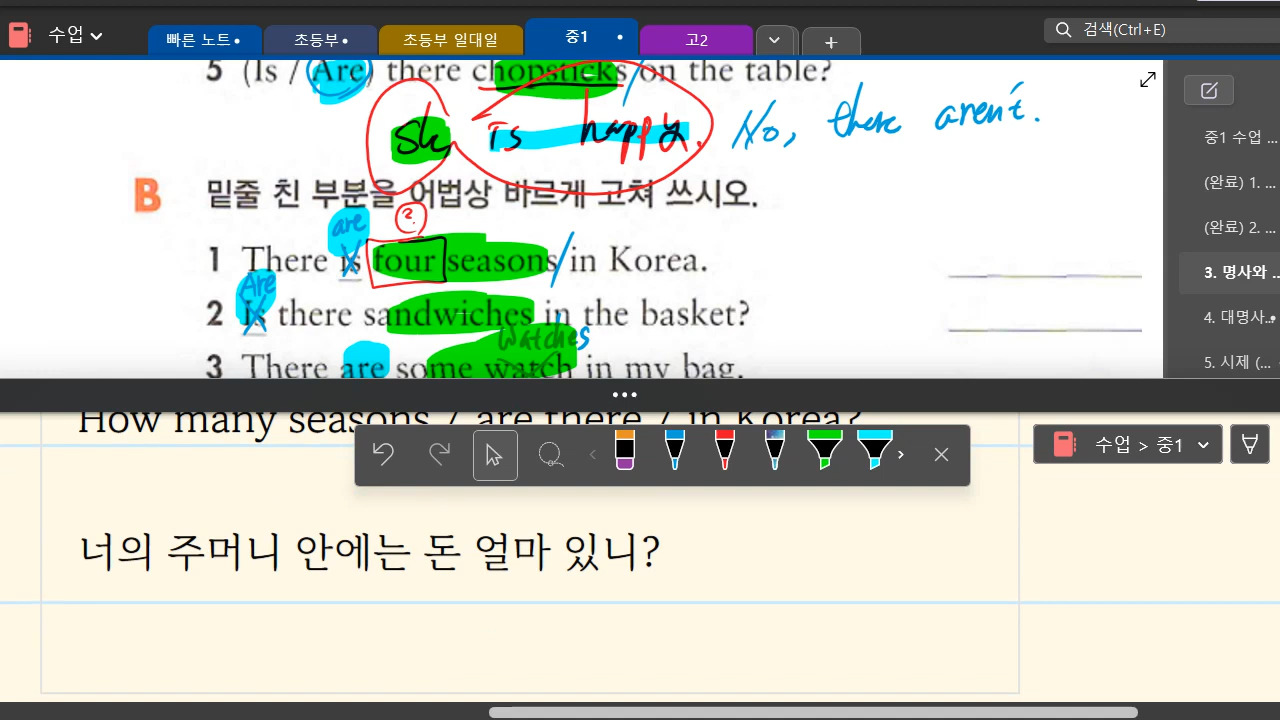 수업
빠른 노트
초등부
초등부 일대일
중1
고2
검색(Ctrl+E)
5 (Is / Are) there chopsticks / on the table?
is happy. No, there aren't.
B 밑줄 친 부분을 어법상 바르게 고쳐 쓰시오.
are ?
1 There is four seasons / in Korea.
Are
2 Is there sandwiches in the basket?
watches
3 There are some watch in my bag.
중1 수업 ...
(완료) 1. ...
(완료) 2. ...
3. 명사와 ...
4. 대명사...
5. 시제 (...
How many seasons / are there / in Korea?
수업 > 중1
너의 주머니 안에는 돈 얼마 있니?